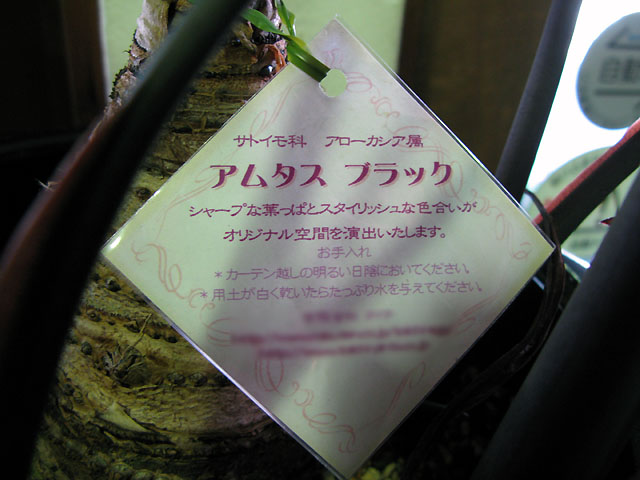 サトイモ科 アローカシア属
アムタス ブラック
シャープな葉っぱとスタイリッシュな色合いが
オリジナル空間を演出いたします。
お手入れ
*カーテン越しの明るい日陰においてください。
*用土が白く乾いたらたっぷり水を与えてください。
自動